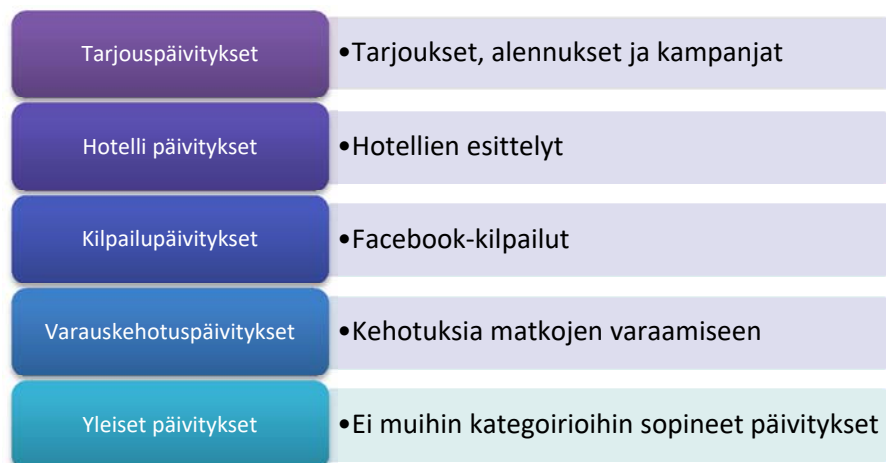 Tarjouspäivitykset
•Tarjoukset, alennukset ja kampanjat
Hotelli päivitykset
•Hotellien esittelyt
Kilpailupäivitykset
•Facebook-kilpailut
Varauskehotuspäivitykset
•Kehotuksia matkojen varaamiseen
Yleiset päivitykset
•Ei muihin kategoirioihin sopineet päivitykset